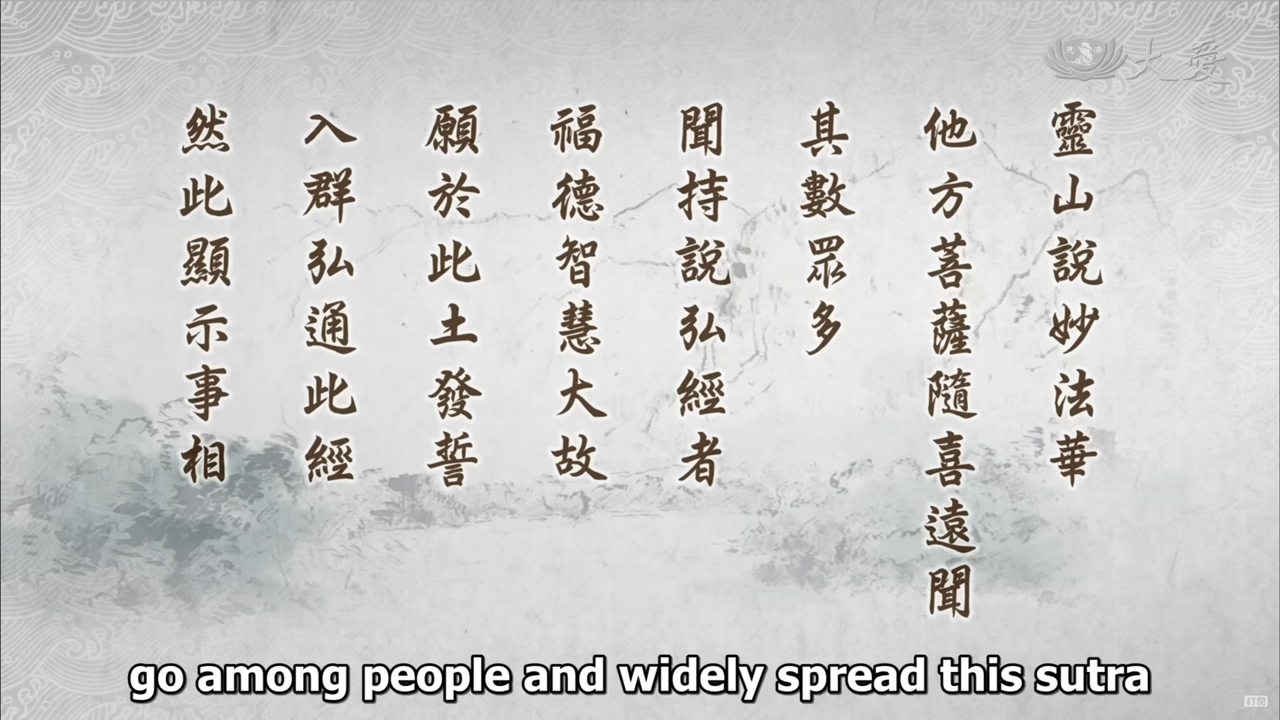 靈山說妙法華
他方菩薩隨喜遠聞
其數眾多
聞持說弘經者
福德智慧大故
願於此土發誓
入群弘通此經
然此顯示事相
大愛
go among people and widely spread this sutra
訂閱